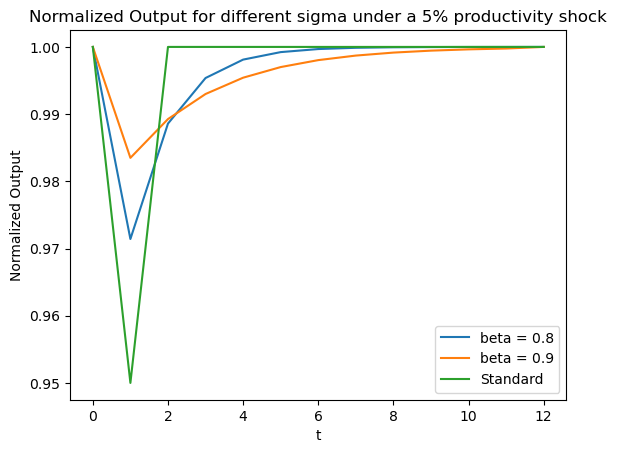 Normalized Output for different sigma under a 5% productivity shock
Normalized Output
1.00
0.99
0.98
0.97
0.96
0.95
0 2 4 6 8 10 12
t
beta = 0.8
beta = 0.9
Standard